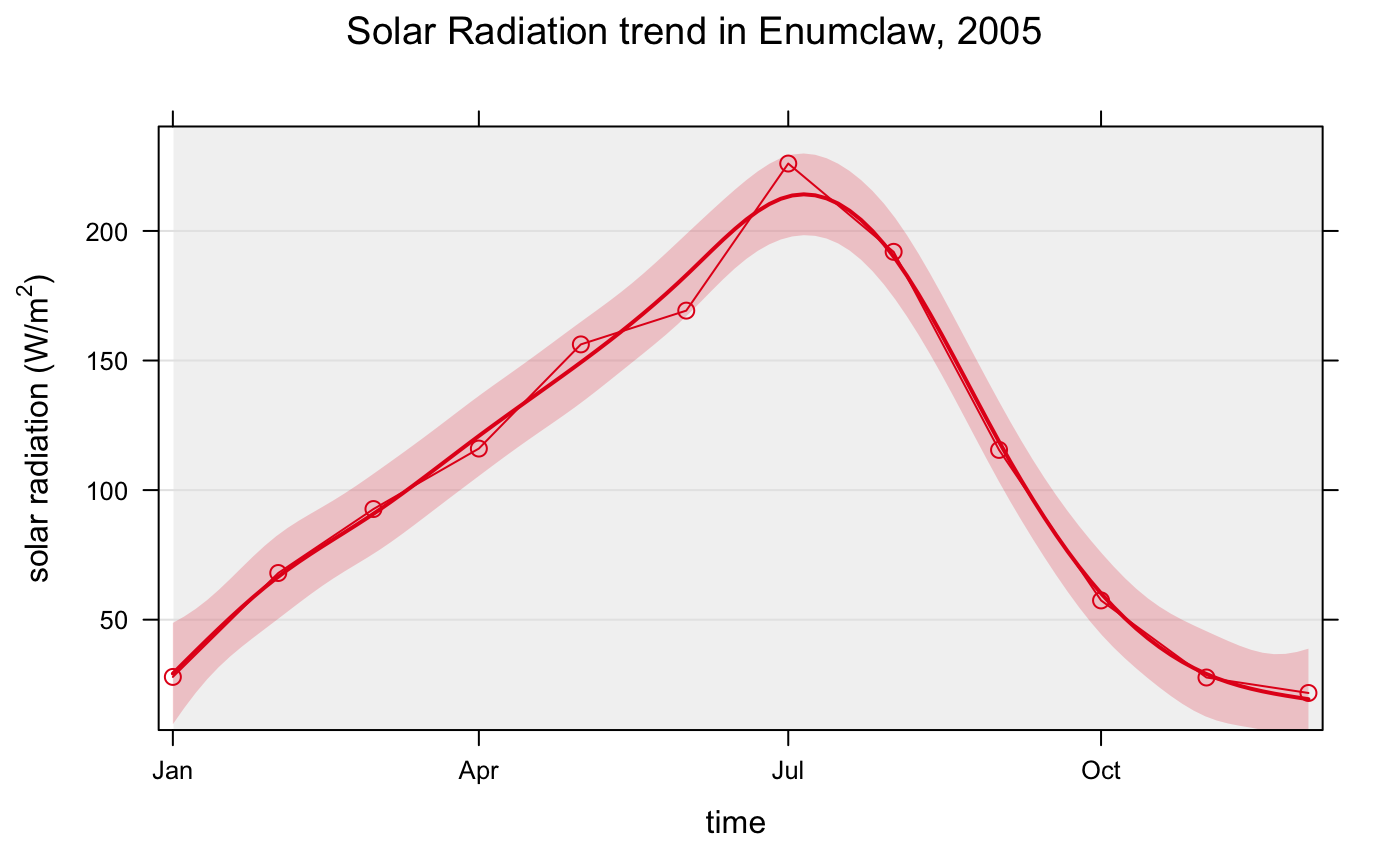 Solar Radiation trend in Enumclaw, 2005
solar radiation (W/m²)
200
150
100
50
Jan Apr Jul Oct
time